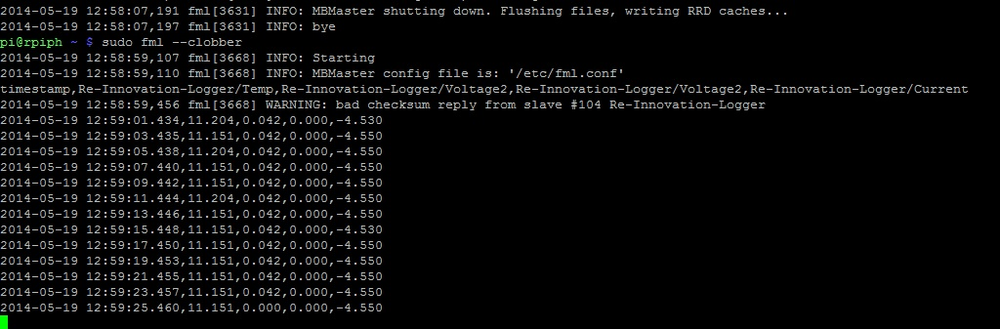 2014-05-19 12:58:07,191 fml[3631] INFO: MBMaster shutting down. Flushing files, writing RRD caches...
2014-05-19 12:58:07,197 fml[3631] INFO: bye
pi@rpiph ~ $ sudo fml --clobber
2014-05-19 12:58:59,107 fml[3668] INFO: Starting
2014-05-19 12:58:59,110 fml[3668] INFO: MBMaster config file is: '/etc/fml.conf'
timestamp,Re-Innovation-Logger/Temp,Re-Innovation-Logger/Voltage2,Re-Innovation-Logger/Voltage2,Re-Innovation-Logger/Current
2014-05-19 12:58:59,456 fml[3668] WARNING: bad checksum reply from slave #104 Re-Innovation-Logger
2014-05-19 12:59:01.434,11.204,0.042,0.000,-4.530
2014-05-19 12:59:03.435,11.151,0.042,0.000,-4.550
2014-05-19 12:59:05.438,11.204,0.042,0.000,-4.550
2014-05-19 12:59:07.440,11.151,0.042,0.000,-4.550
2014-05-19 12:59:09.442,11.151,0.042,0.000,-4.550
2014-05-19 12:59:11.444,11.204,0.042,0.000,-4.550
2014-05-19 12:59:13.446,11.151,0.042,0.000,-4.550
2014-05-19 12:59:15.448,11.151,0.042,0.000,-4.530
2014-05-19 12:59:17.450,11.151,0.042,0.000,-4.550
2014-05-19 12:59:19.453,11.151,0.042,0.000,-4.550
2014-05-19 12:59:21.455,11.151,0.042,0.000,-4.550
2014-05-19 12:59:23.457,11.151,0.042,0.000,-4.550
2014-05-19 12:59:25.460,11.151,0.000,0.000,-4.550